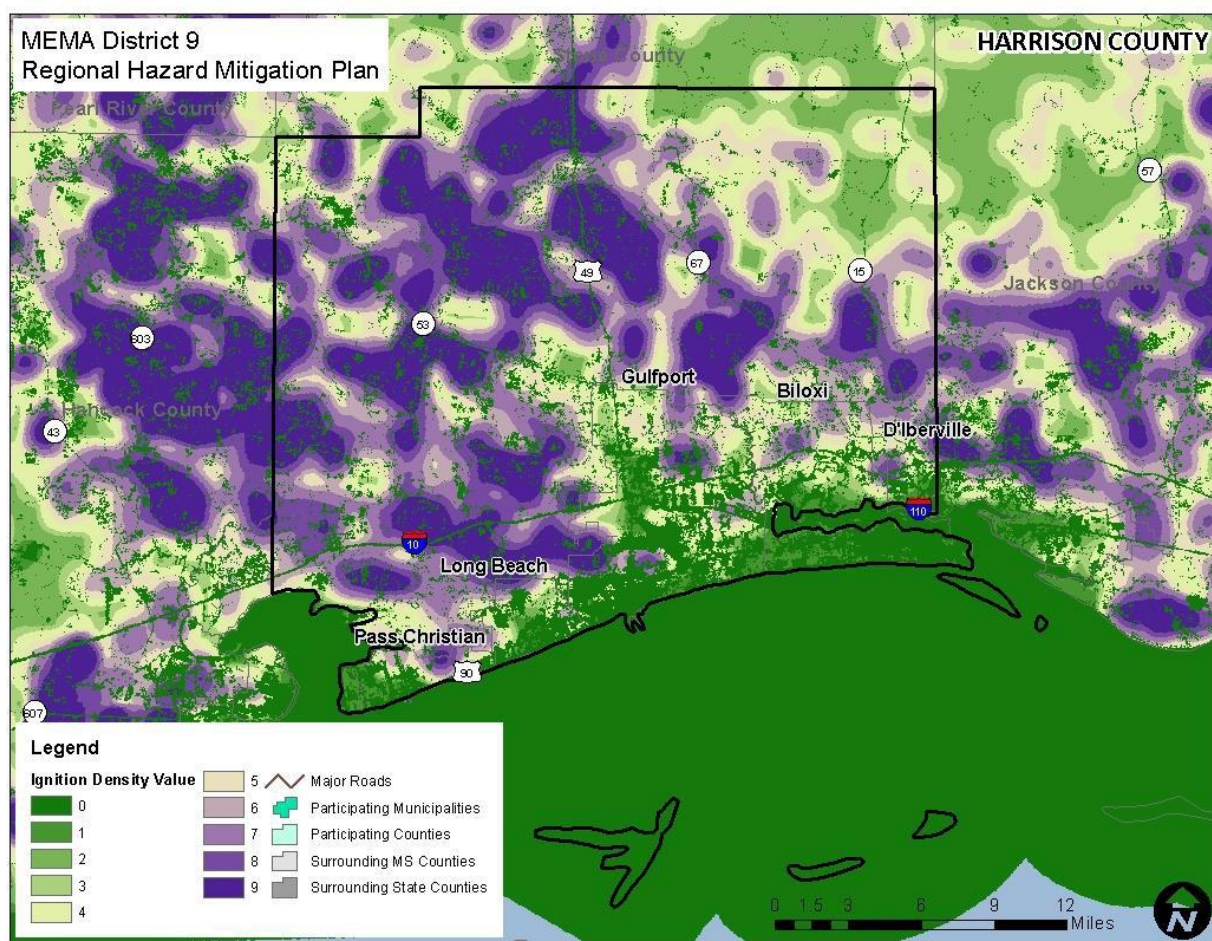 MEMA District 9
Regional Hazard Mitigation Plan
HARRISON COUNTY
Stone County
Pearl River County
57
49
67
15
Jackson County
603
53
Gulfport
Biloxi
Hancock County
43
D'Iberville
110
10
Long Beach
Pass Christian
90
607
Legend
Ignition Density Value
0
1
2
3
4
5
6
7
8
9
Major Roads
Participating Municipalities
Participating Counties
Surrounding MS Counties
Surrounding State Counties
0 1.5 3 6 9 12
Miles
N